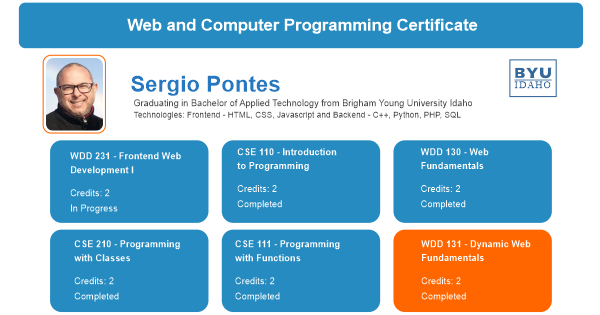 Web and Computer Programming Certificate
Sergio Pontes
BYU
IDAHO
Graduating in Bachelor of Applied Technology from Brigham Young University Idaho
Technologies: Frontend - HTML, CSS, Javascript and Backend - C++, Python, PHP, SQL
WDD 231 - Frontend Web
Development I
Credits: 2
In Progress
CSE 110 - Introduction
to Programming
Credits: 2
Completed
WDD 130 - Web
Fundamentals
Credits: 2
Completed
CSE 210 - Programming
with Classes
Credits: 2
Completed
CSE 111 - Programming
with Functions
Credits: 2
Completed
WDD 131 - Dynamic Web
Fundamentals
Credits: 2
Completed